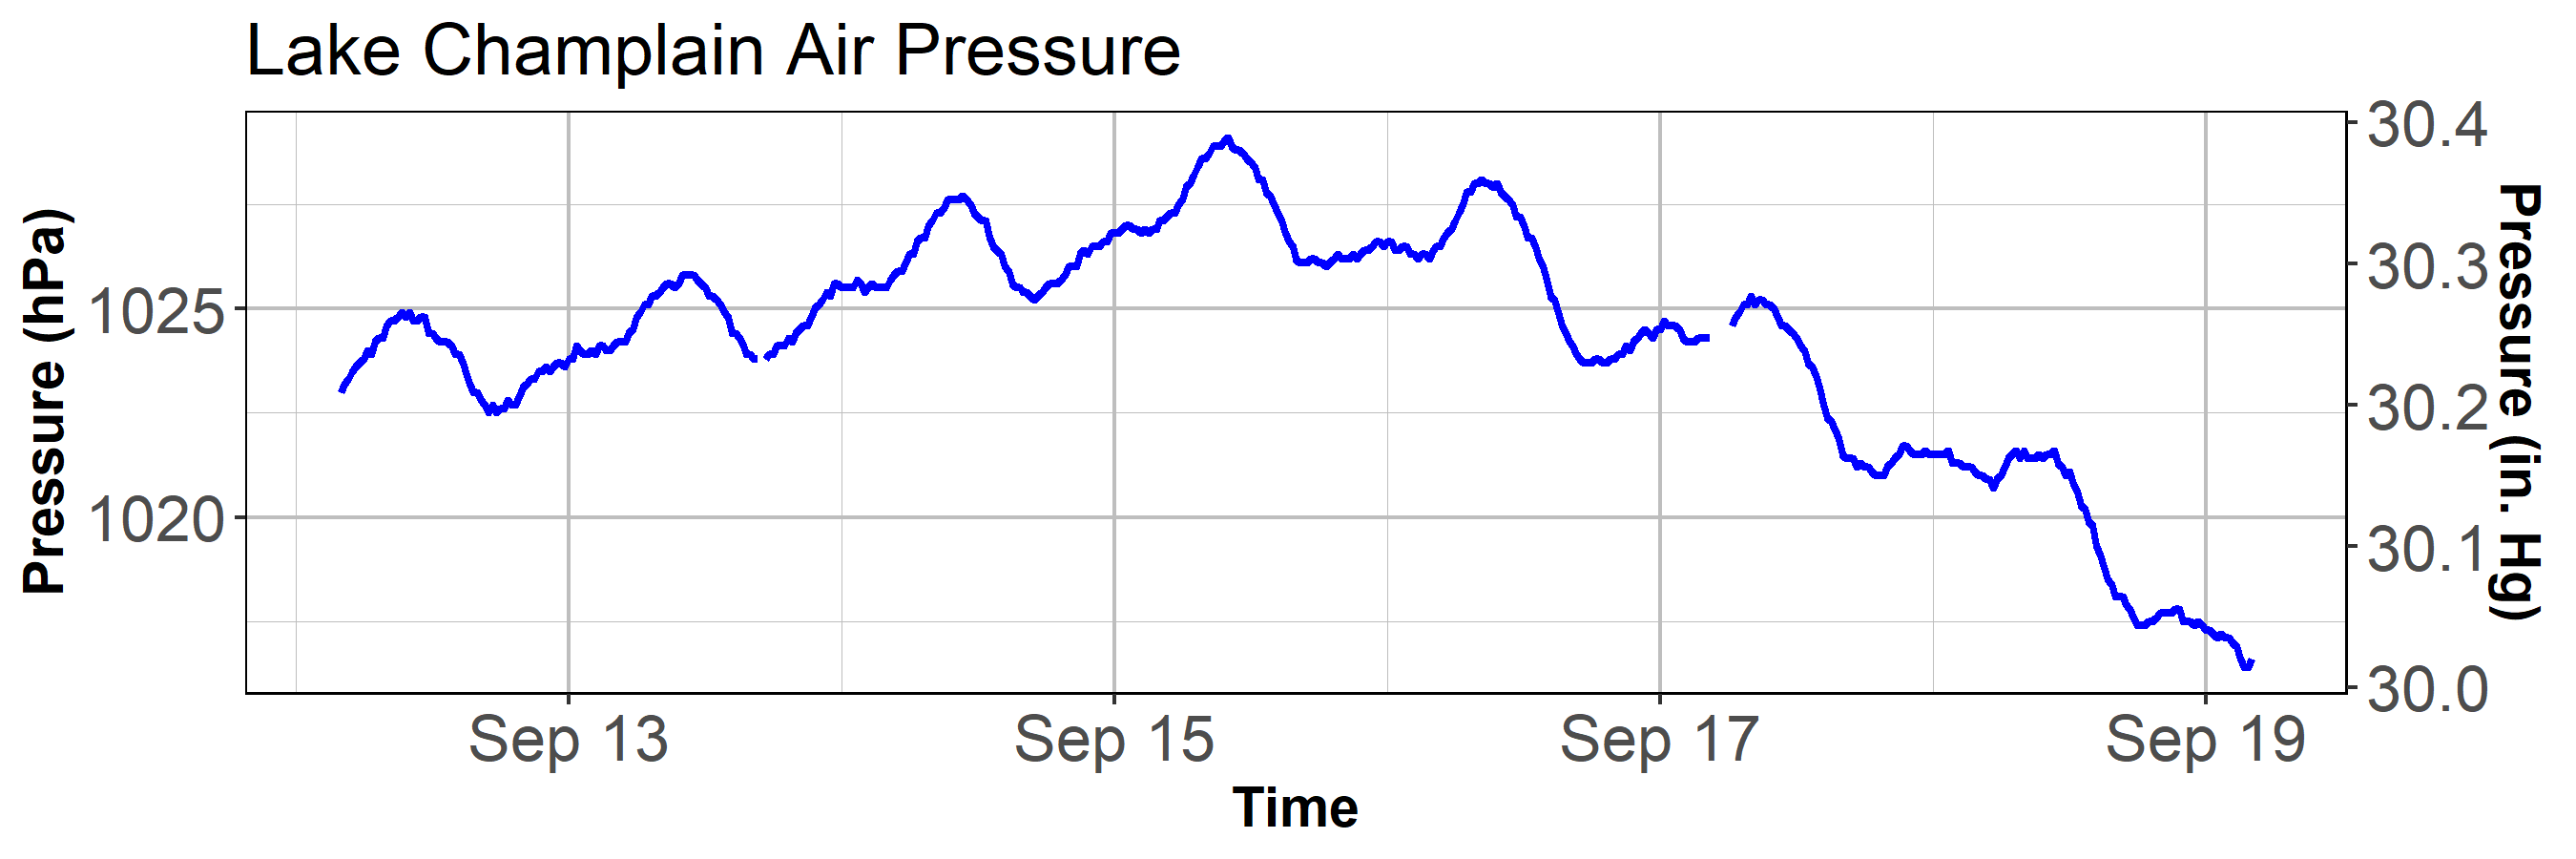 Lake Champlain Air Pressure
Pressure (hPa)
1025
1020
30.4
30.3
30.2
30.1
30.0
Pressure (in. Hg)
Sep 13
Sep 15
Sep 17
Sep 19
Time